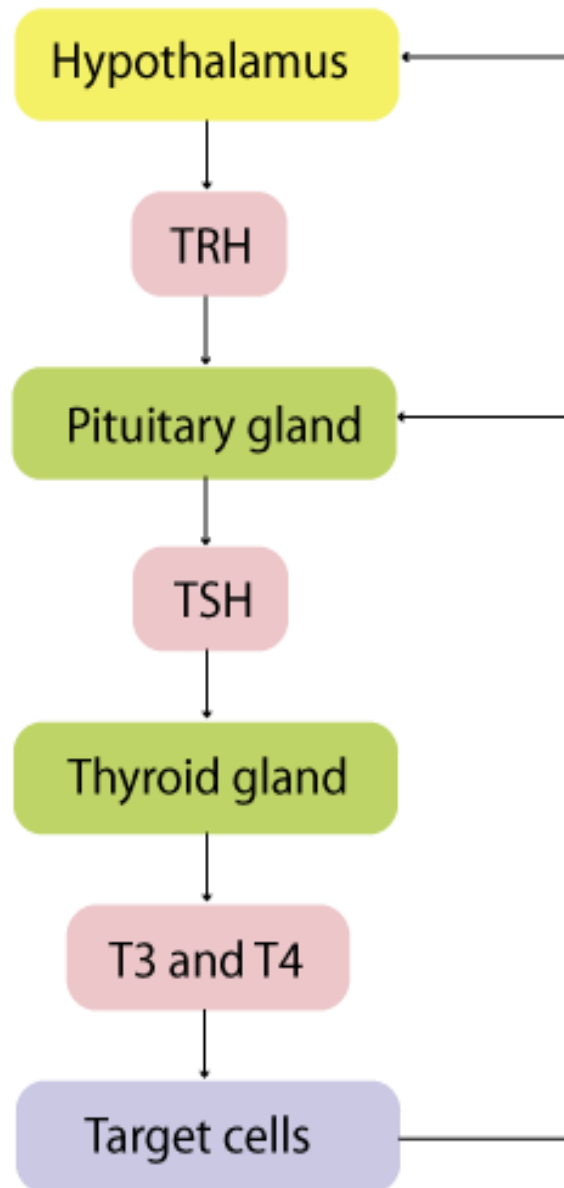 Hypothalamus
TRH
Pituitary gland
TSH
Thyroid gland
T3 and T4
Target cells